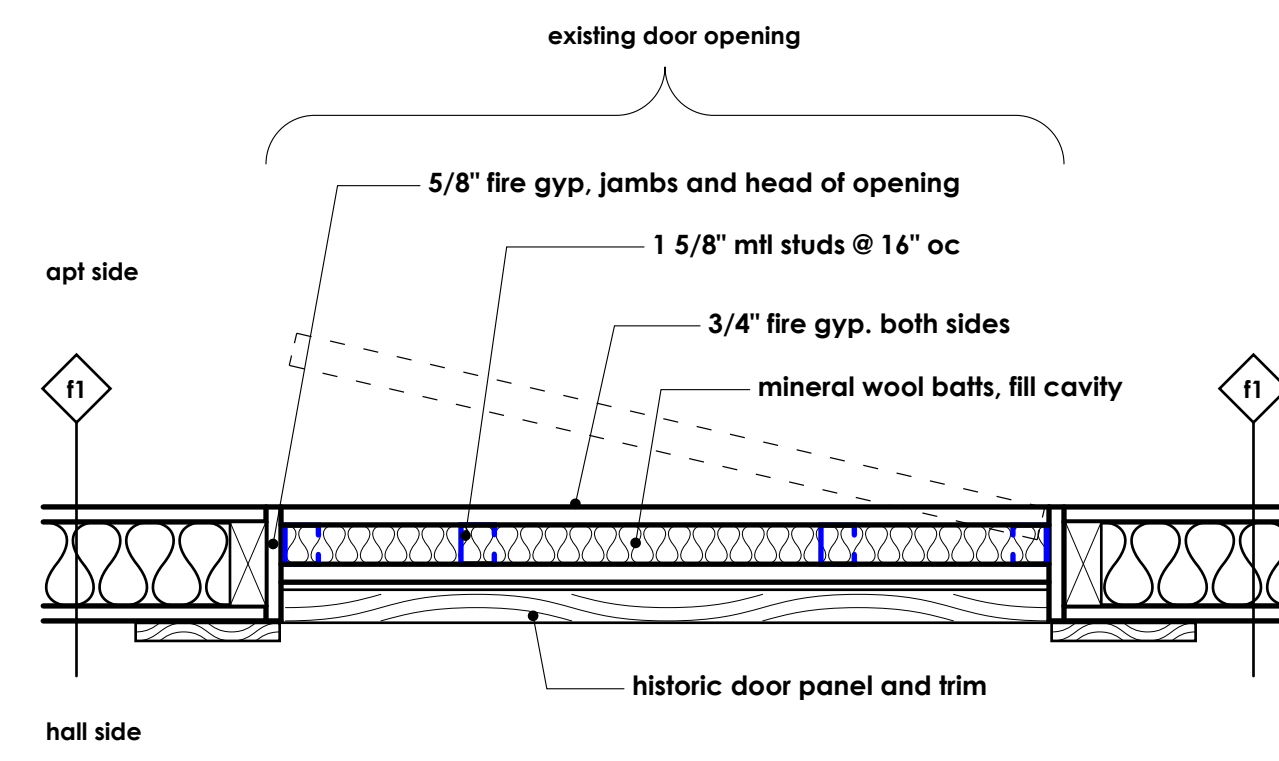 existing door opening
5/8" fire gyp, jambs and head of opening
1 5/8" mtl studs @ 16" oc
apt side
3/4" fire gyp. both sides
mineral wool batts, fill cavity
f1
f1
historic door panel and trim
hall side